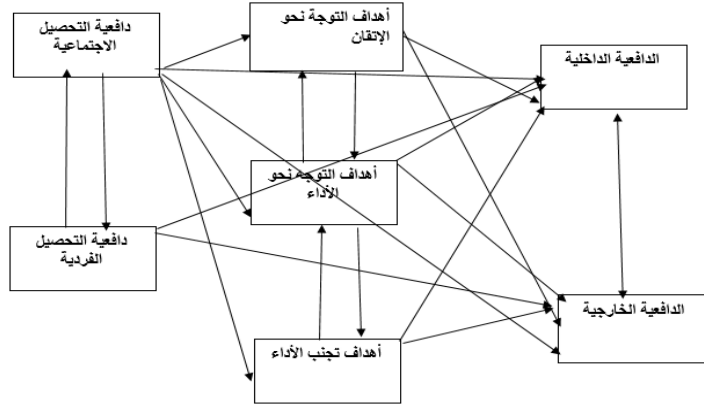 دافعية التحصيل
الاجتماعية
أهداف التوجة نحو
الإتقان
الدافعية الداخلية
أهداف التوجه نحو
الأداء
دافعية التحصيل
الفردية
الدافعية الخارجية
أهداف تجنب الأداء